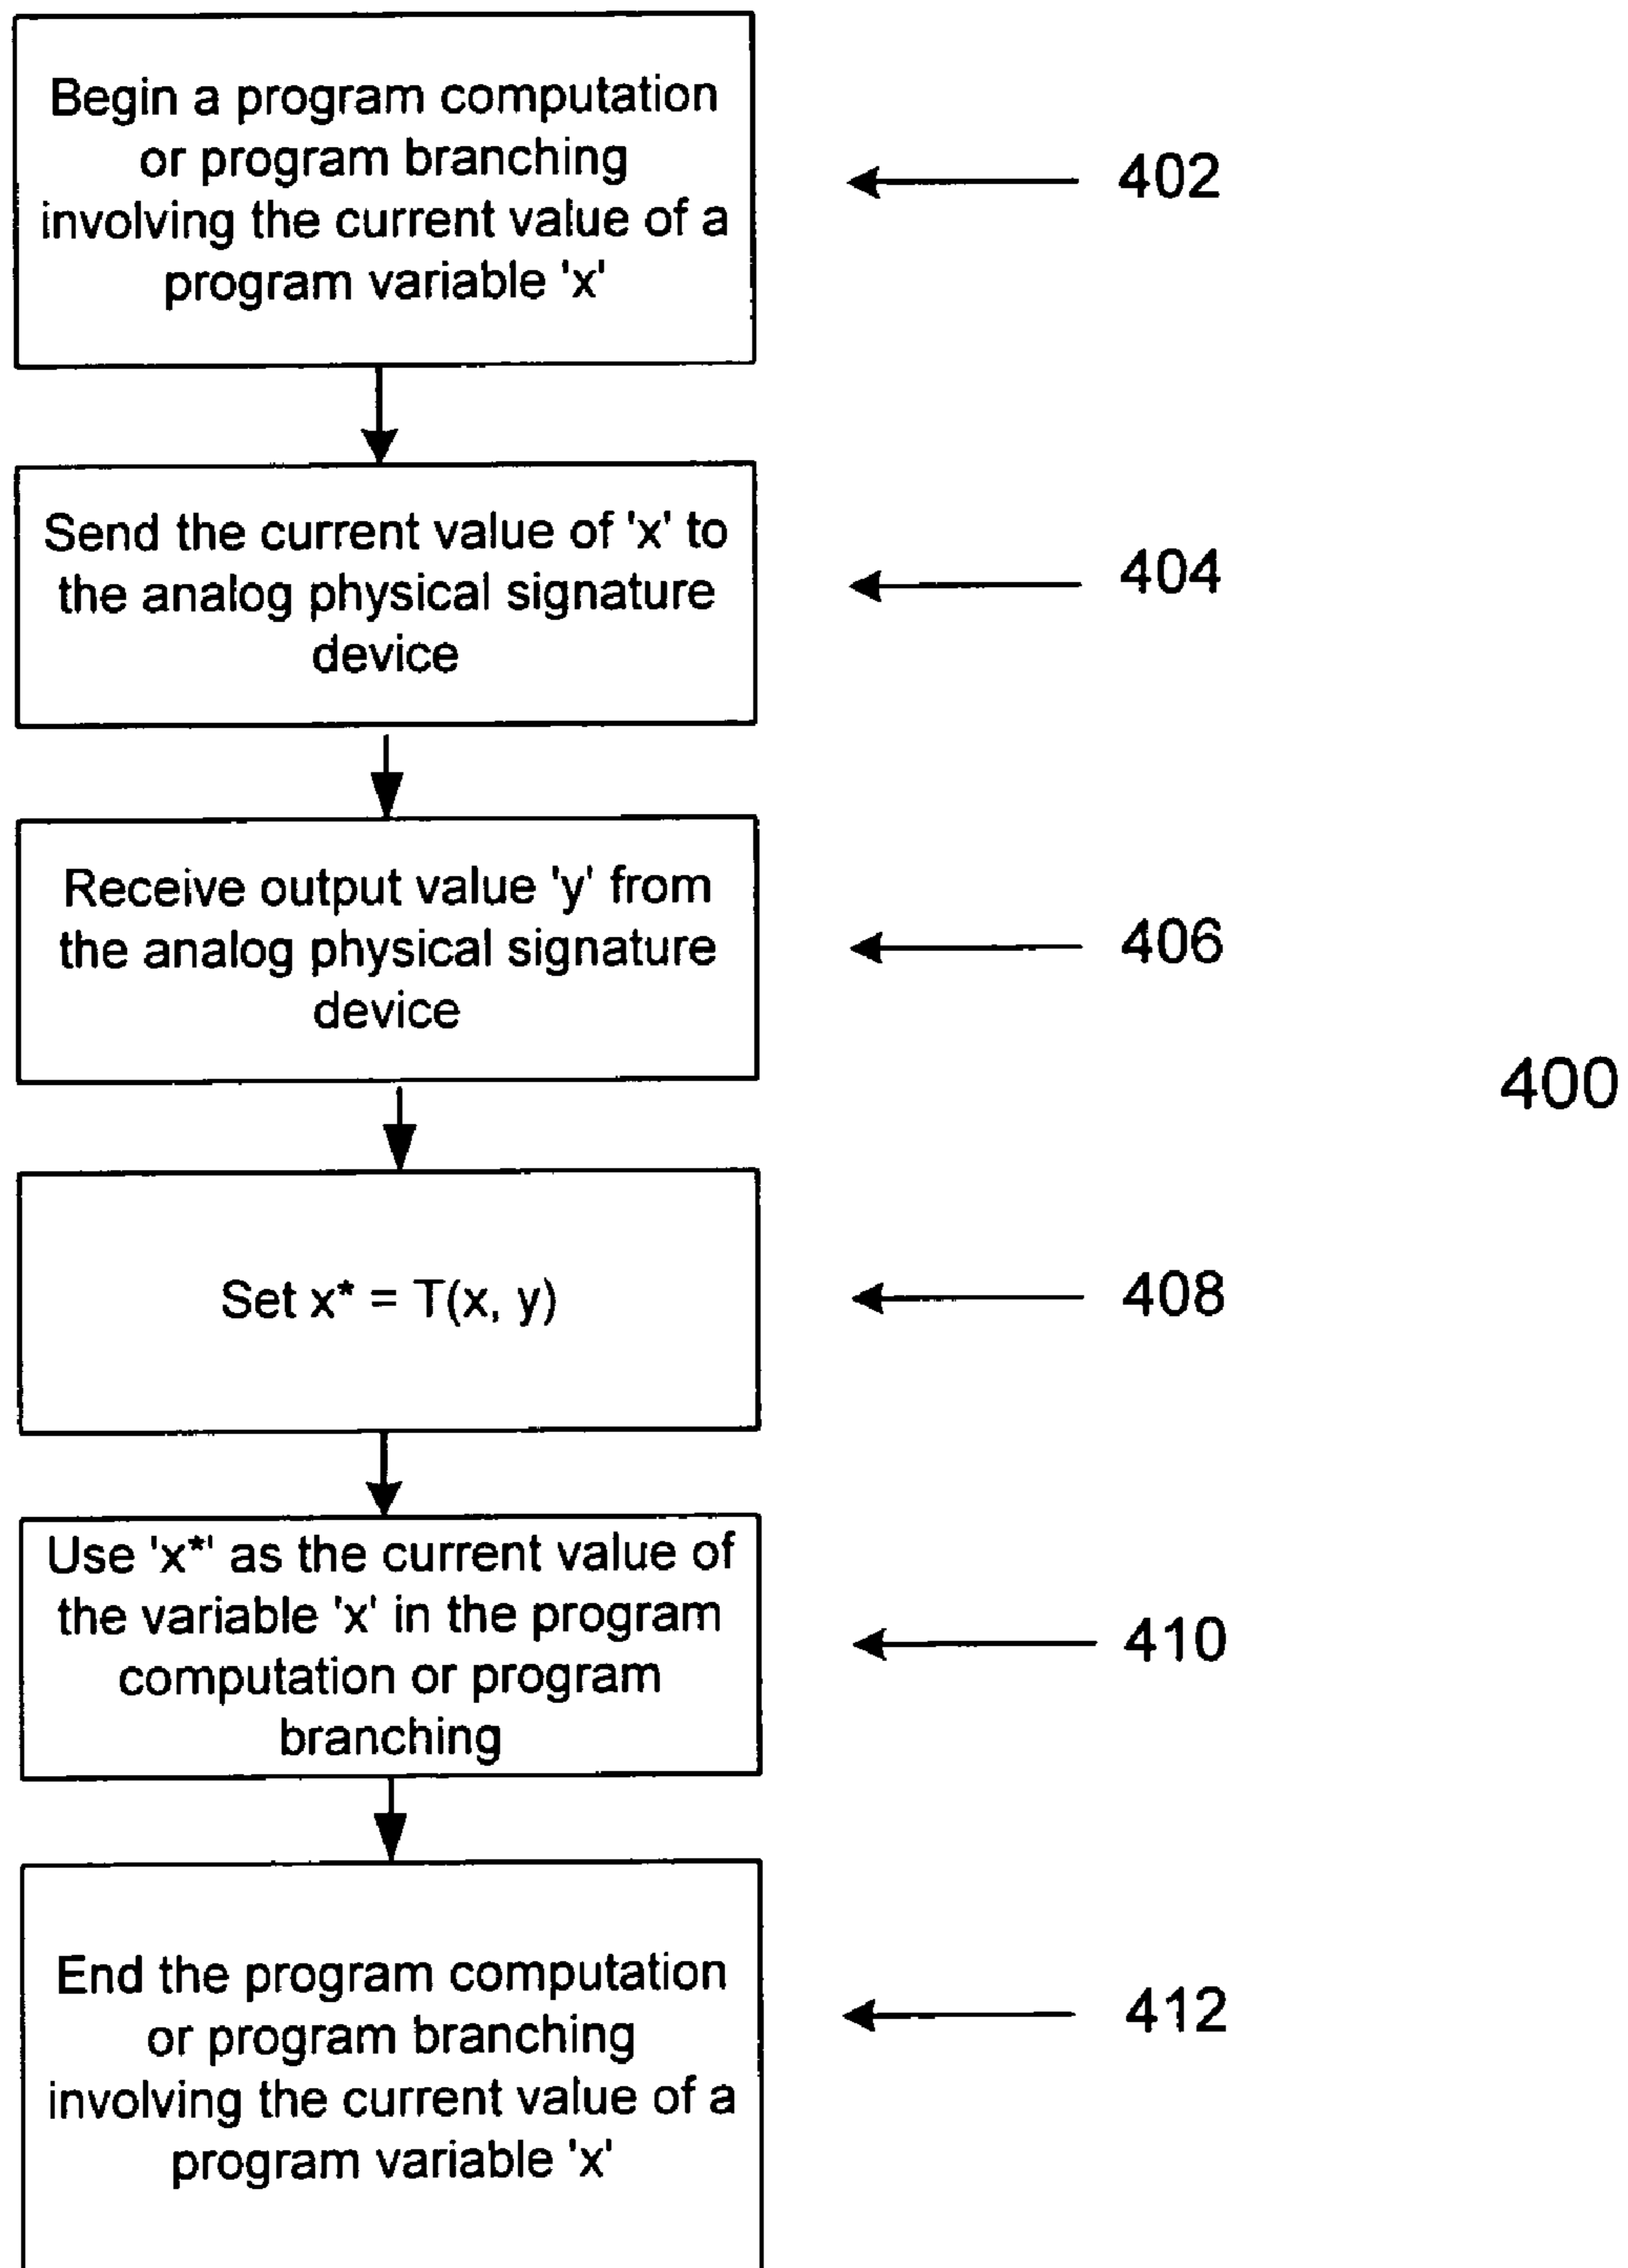 Begin a program computation
or program branching
involving the current value of a
program variable 'x'
402
Send the current value of 'x' to
the analog physical signature
device
404
Receive output value 'y' from
the analog physical signature
device
406
400
Set x* = T(x, y)
408
Use 'x*' as the current value of
the variable 'x' in the program
computation or program
branching
410
End the program computation
or program branching
involving the current value of a
program variable 'x'
412